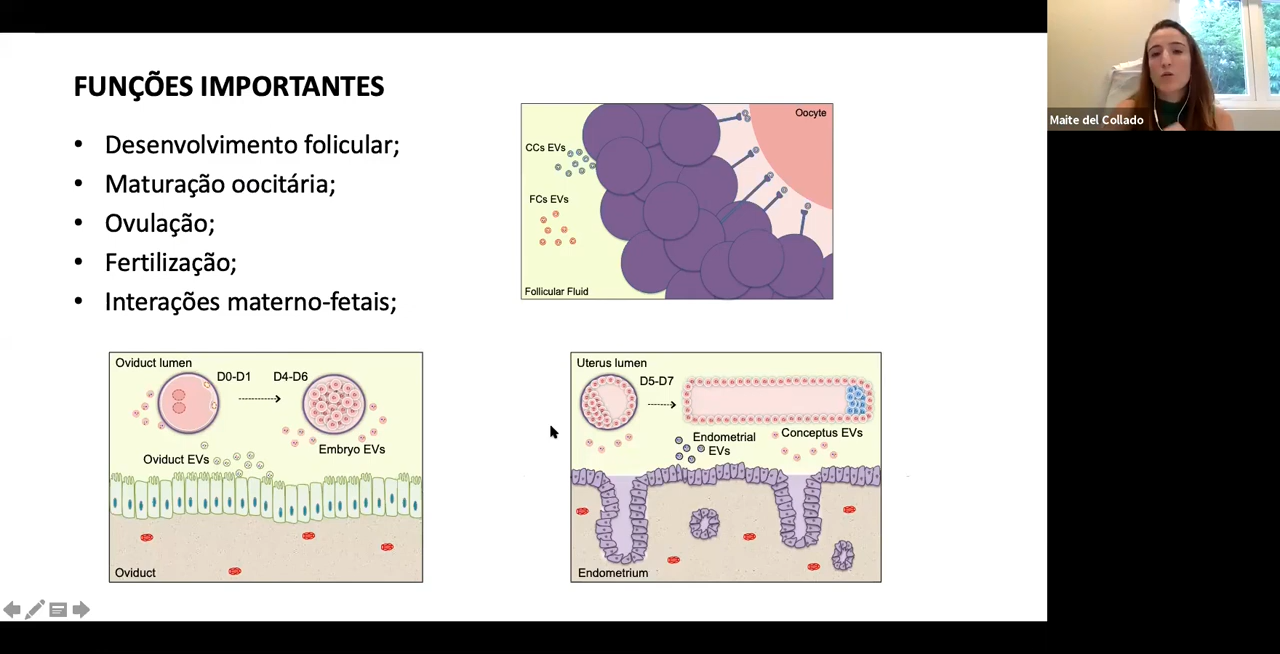 FUNÇÕES IMPORTANTES
• Desenvolvimento folicular;
• Maturação oocitária;
• Ovulação;
• Fertilização;
• Interações materno-fetais;
Oocyte
CCs EVs
FCs EVs
Follicular Fluid
Maite del Collado
Oviduct lumen
D0-D1
D4-D6
Embryo EVs
Oviduct EVs
Oviduct
Uterus lumen
D5-D7
Endometrial
EVs
Conceptus EVs
Endometrium